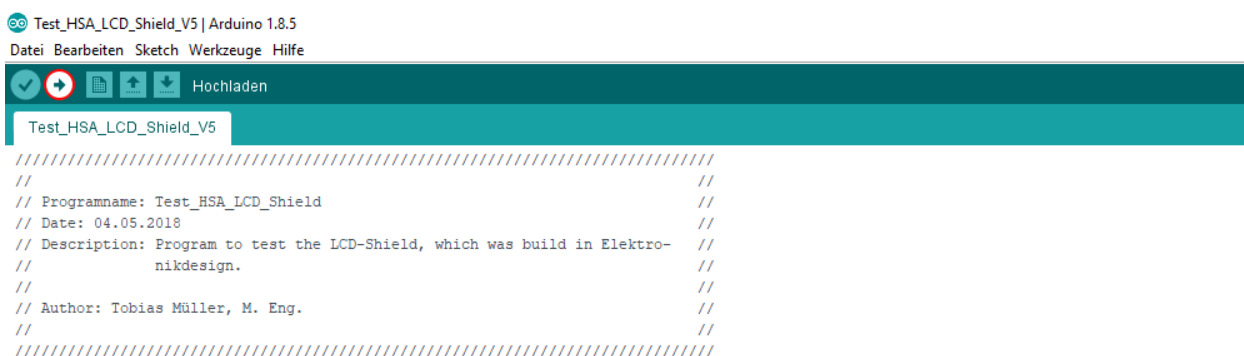 Test_HSA_LCD_Shield_V5 | Arduino 1.8.5
Datei Bearbeiten Sketch Werkzeuge Hilfe
Hochladen
Test_HSA_LCD_Shield_V5
////////////////////////////////////////////////////////////////////////////////
// //
// Programname: Test_HSA_LCD_Shield //
// Date: 04.05.2018 //
// Description: Program to test the LCD-Shield, which was build in Elektro- //
// nikdesign. //
// //
// Author: Tobias Müller, M. Eng. //
// //
////////////////////////////////////////////////////////////////////////////////